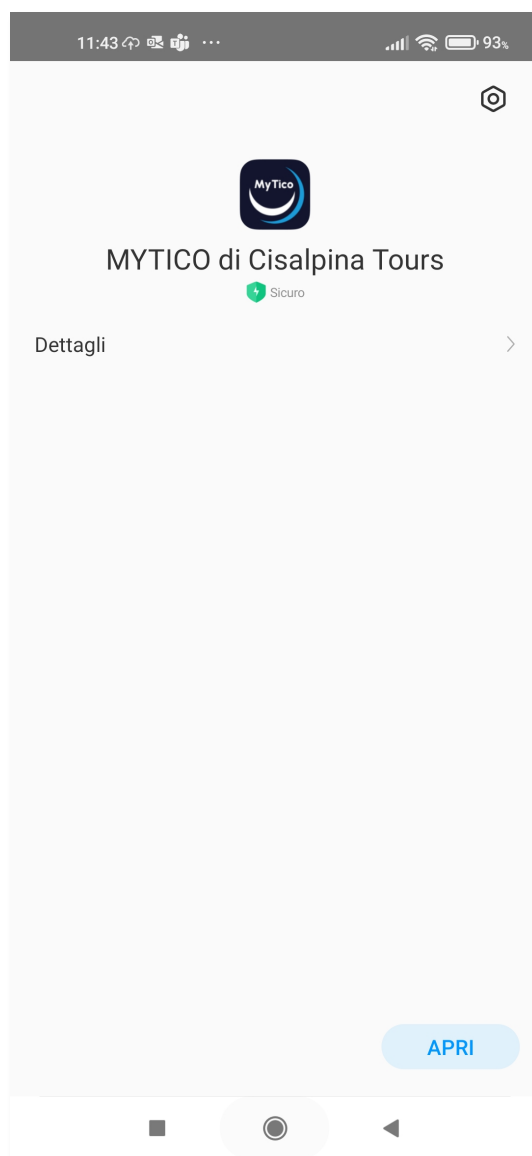 11:43
93%
MyTico
MYTICO di Cisalpina Tours
Sicuro
Dettagli
APRI